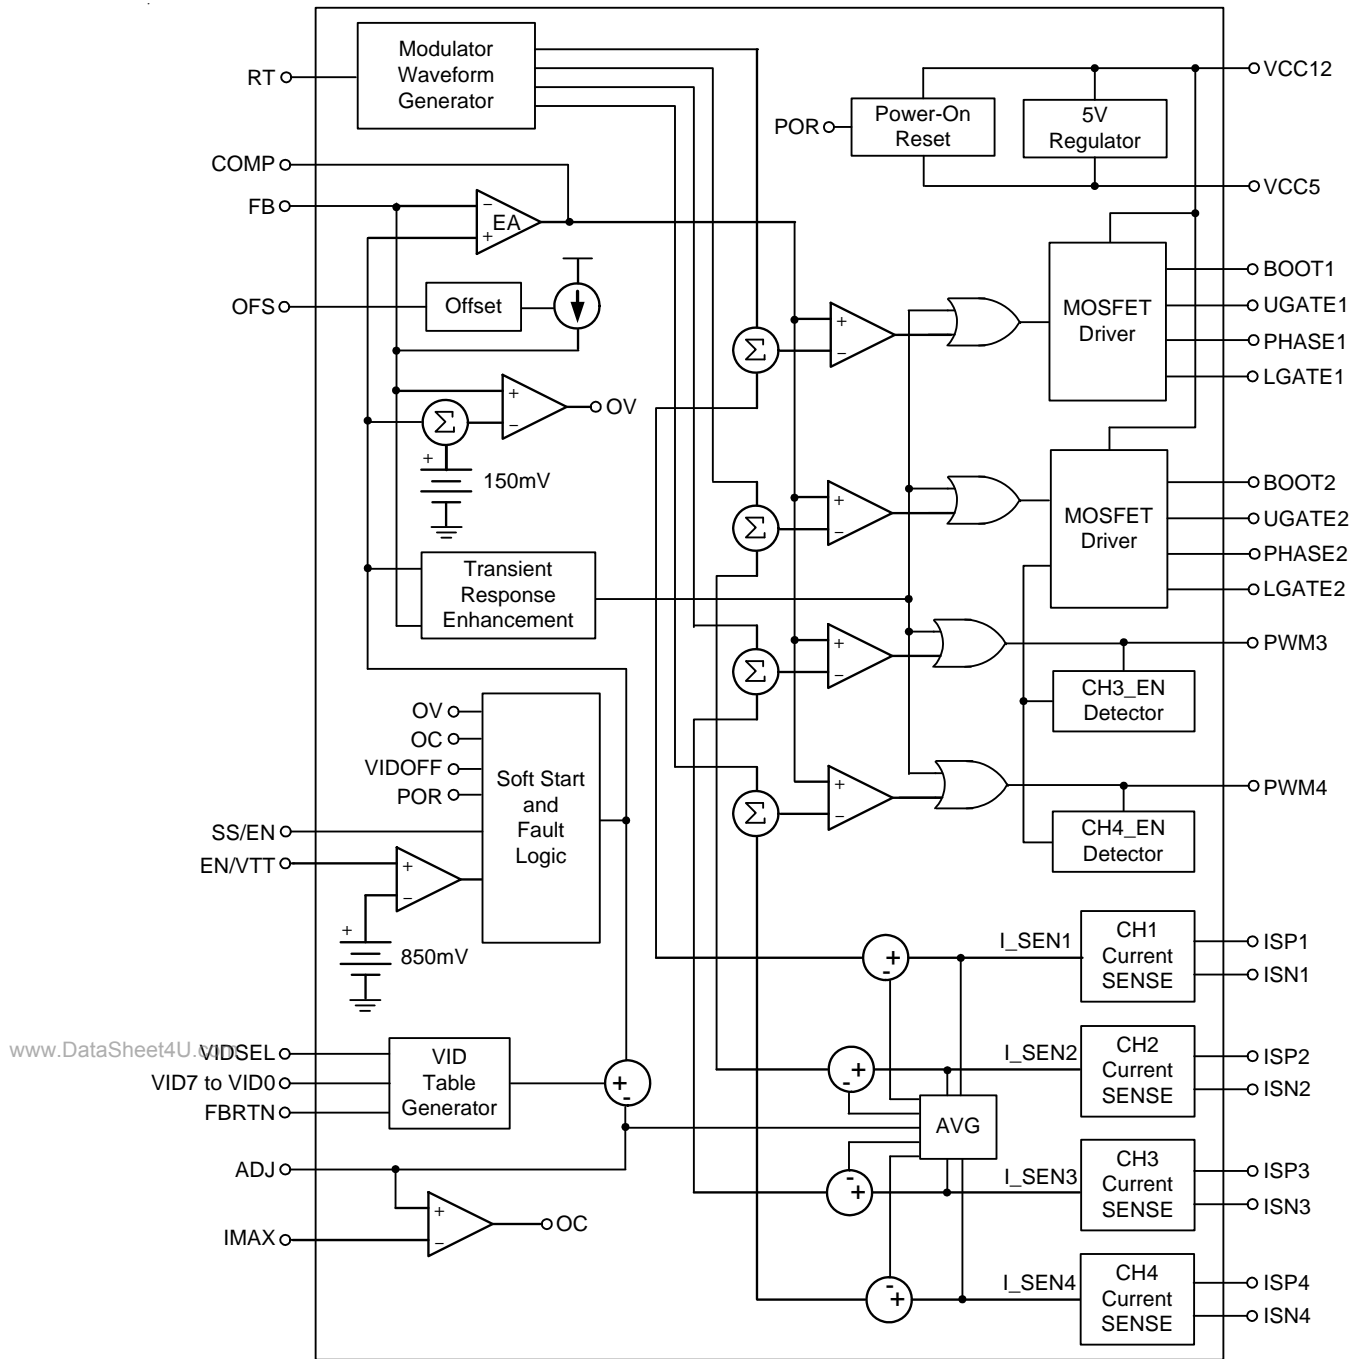 Modulator
Waveform
Generator
RT
VCC12
POR
Power-On
Reset
5V
Regulator
COMP
VCC5
FB
−
EA
+
OFS
Offset
MOSFET
Driver
BOOT1
UGATE1
PHASE1
LGATE1
+
−
Σ
+
−
OV
Σ
+
150mV
MOSFET
Driver
BOOT2
UGATE2
PHASE2
LGATE2
+
−
Σ
Transient
Response
Enhancement
+
−
Σ
PWM3
CH3_EN
Detector
OV
OC
VIDOFF
POR
Soft Start
and
Fault
Logic
SS/EN
EN/VTT
+
−
+
850mV
+
−
Σ
PWM4
CH4_EN
Detector
+
-
I_SEN1
CH1
Current
SENSE
ISP1
ISN1
www.DataSheet4U.com
VIDSEL
VID7 to VID0
FBRTN
VID
Table
Generator
+
-
+
-
I_SEN2
CH2
Current
SENSE
ISP2
ISN2
AVG
ADJ
IMAX
+
−
OC
-
+
I_SEN3
CH3
Current
SENSE
ISP3
ISN3
-
+
I_SEN4
CH4
Current
SENSE
ISP4
ISN4